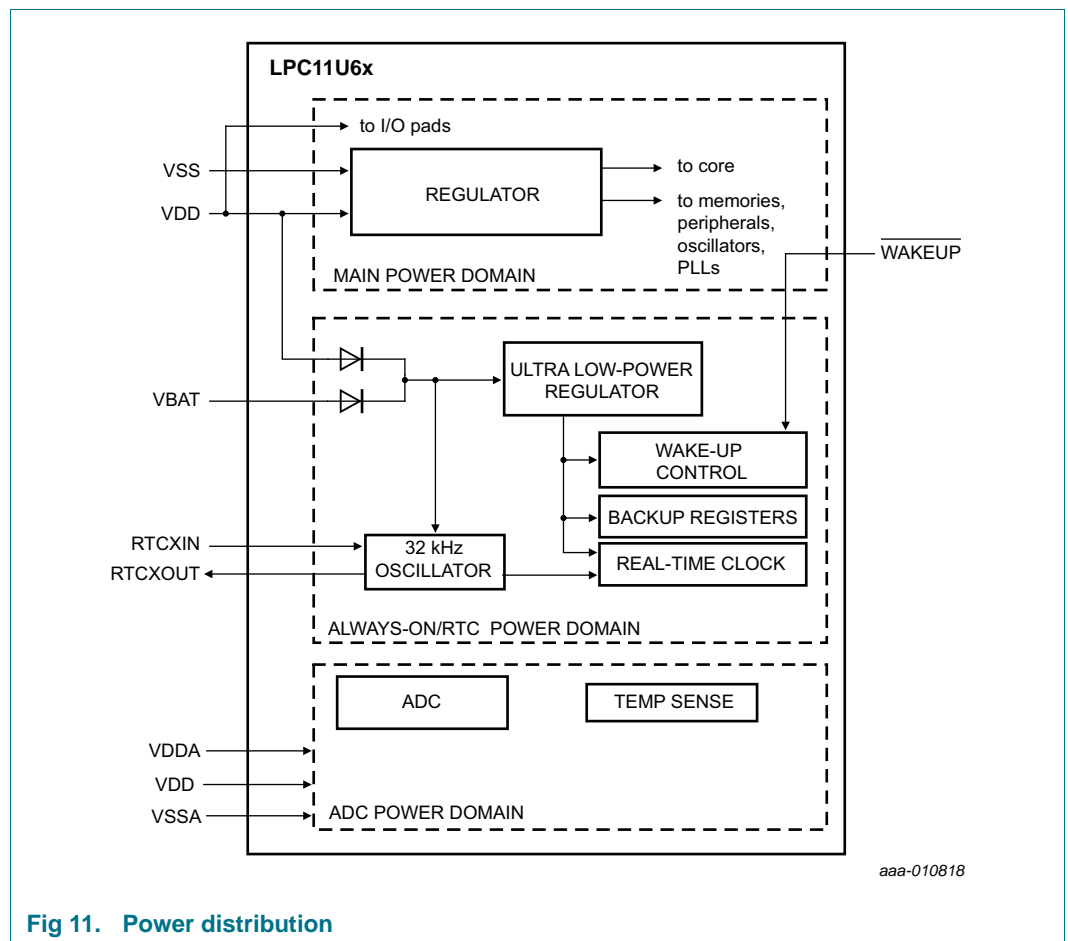 LPC11U6x
to I/O pads
VSS
REGULATOR
to core
VDD
to memories,
peripherals,
oscillators,
PLLs
WAKEUP
MAIN POWER DOMAIN
ULTRA LOW-POWER
REGULATOR
VBAT
WAKE-UP
CONTROL
BACKUP REGISTERS
RTCXIN
32 kHz
OSCILLATOR
REAL-TIME CLOCK
RTCXOUT
ALWAYS-ON/RTC POWER DOMAIN
ADC
TEMP SENSE
VDDA
VDD
VSSA
ADC POWER DOMAIN
aaa-010818
Fig 11. Power distribution